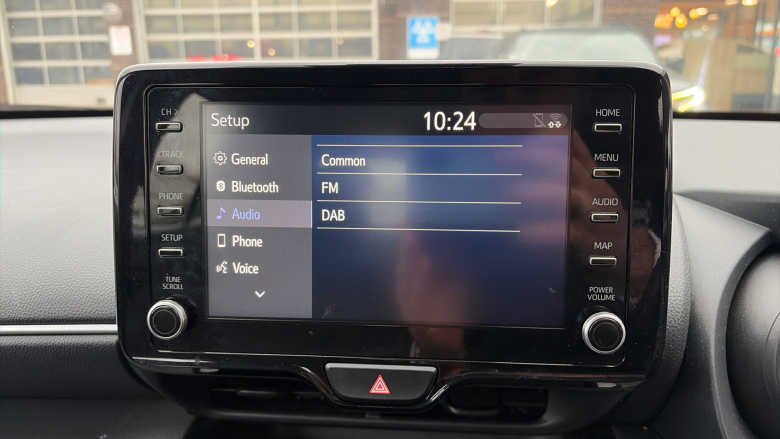 Setup
10:24
General
Bluetooth
Audio
Phone
Voice
Common
FM
DAB
CH >
<TRACK
PHONE
SETUP
TUNE
SCROLL
HOME
MENU
AUDIO
MAP
POWER
VOLUME